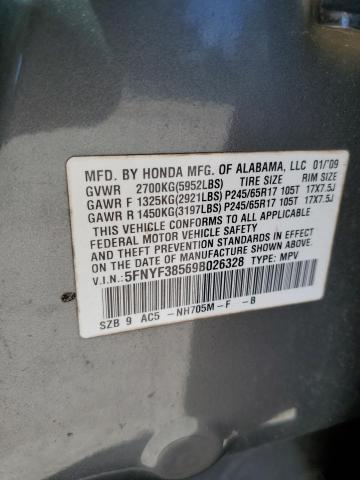 MFD. BY HONDA MFG. OF ALABAMA, LLC 01/'09
GVWR 2700KG(5952LBS) TIRE SIZE RIM SIZE
GAWR F 1325KG(2921LBS)P245/65R17 105T 17X7.5J
GAWR R 1450KG(3197LBS)P245/65R17 105T 17X7.5J
THIS VEHICLE CONFORMS TO ALL APPLICABLE
FEDERAL MOTOR VEHICLE SAFETY AND
THEFT PREVENTION STANDARDS IN EFFECT ON
THE DATE OF MANUFACTURE SHOWN ABOVE.
V.I.N.:5FNYF38569B026328 TYPE: MPV
SZB 9 AC5 -NH705M-F -B